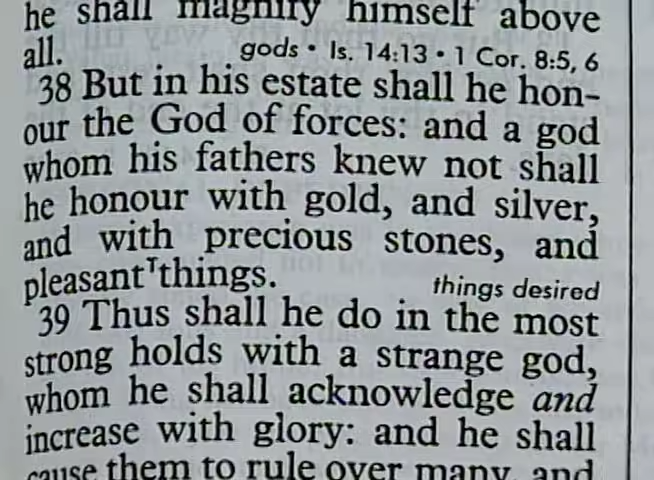 he shall magnify himself above
all. gods • Is. 14:13 • 1 Cor. 8:5, 6
38 But in his estate shall he hon-
our the God of forces: and a god
whom his fathers knew not shall
he honour with gold, and silver,
and with precious stones, and
pleasant ᵀthings. things desired
39 Thus shall he do in the most
strong holds with a strange god,
whom he shall acknowledge and
increase with glory: and he shall
cause them to rule over many, and